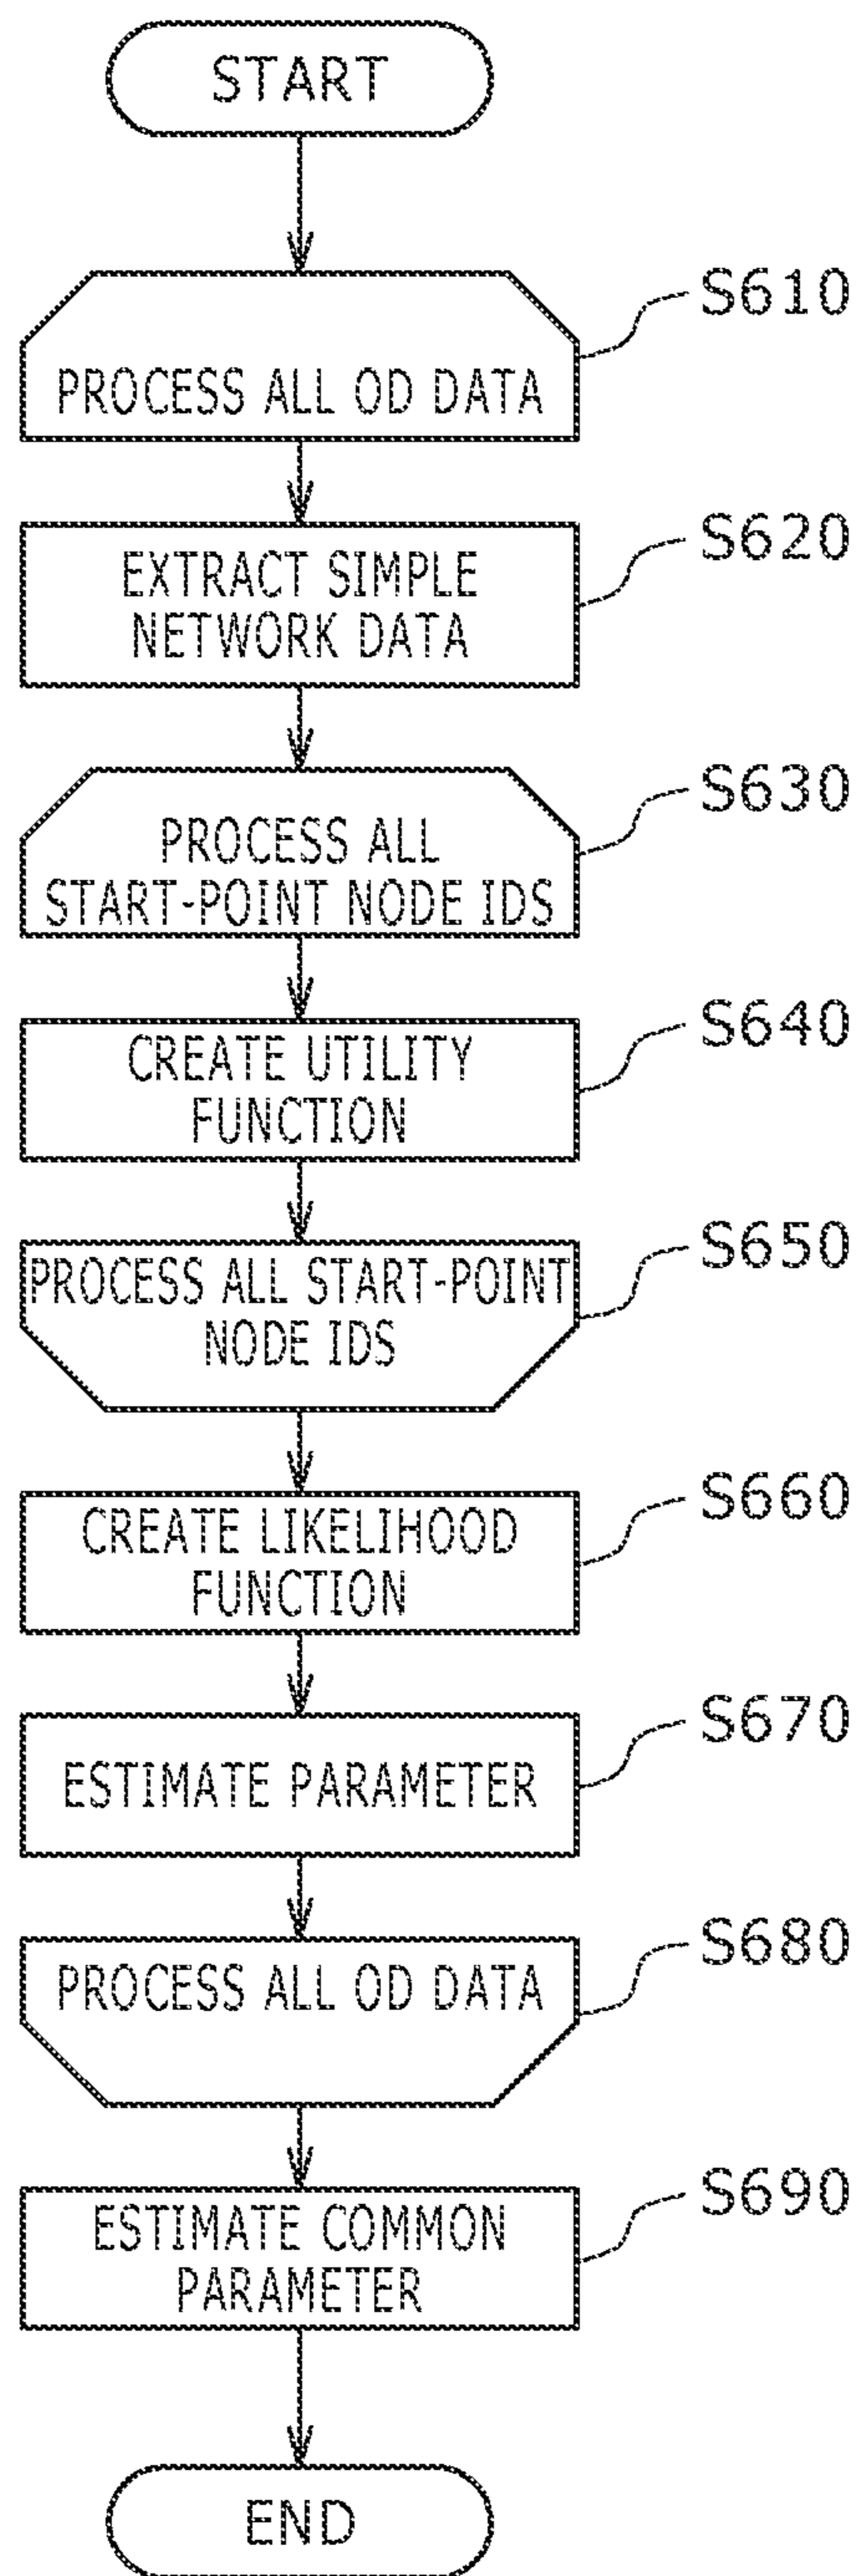 START
PROCESS ALL OD DATA
S610
EXTRACT SIMPLE
NETWORK DATA
S620
PROCESS ALL
START-POINT NODE IDS
S630
CREATE UTILITY
FUNCTION
S640
PROCESS ALL START-POINT
NODE IDS
S650
CREATE LIKELIHOOD
FUNCTION
S660
ESTIMATE PARAMETER
S670
PROCESS ALL OD DATA
S680
ESTIMATE COMMON
PARAMETER
S690
END